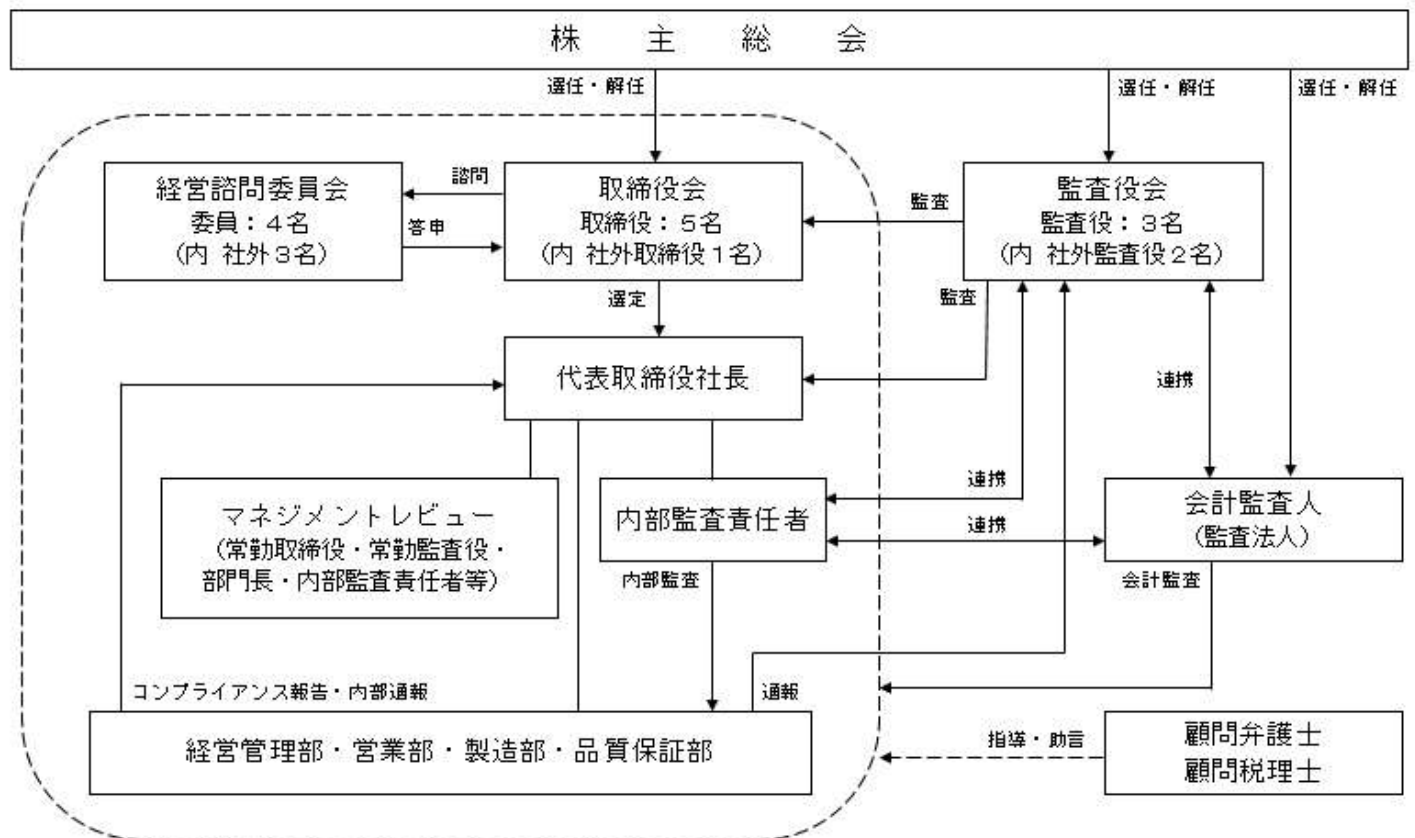 株主総会
選任・解任
選任・解任
選任・解任
経営諮問委員会
委員：４名
（内 社外３名）
諮問
答申
取締役会
取締役：５名
（内 社外取締役１名）
監査
監査役会
監査役：３名
（内 社外監査役２名）
選定
監査
代表取締役社長
連携
マネジメントレビュー
（常勤取締役・常勤監査役・
部門長・内部監査責任者等）
内部監査責任者
連携
連携
会計監査人
（監査法人）
内部監査
会計監査
コンプライアンス報告・内部通報
通報
経営管理部・営業部・製造部・品質保証部
指導・助言
顧問弁護士
顧問税理士